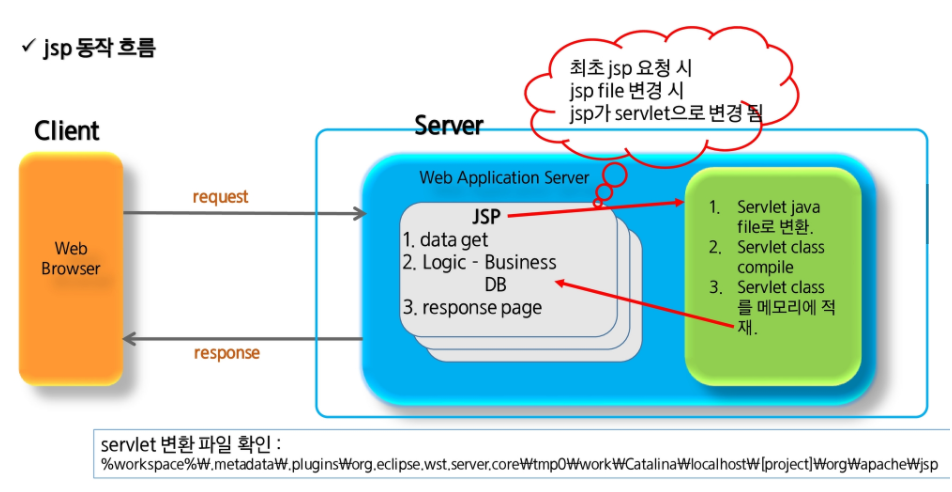 ✓ jsp 동작 흐름
최초 jsp 요청 시
jsp file 변경 시
jsp가 servlet으로 변경 됨
Client
Server
Web Application Server
request
Web
Browser
response
JSP
1. data get
2. Logic - Business
DB
3. response page
1. Servlet java
file로 변환.
2. Servlet class
compile
3. Servlet class
를 메모리에 적
재.
servlet 변환 파일 확인 :
%workspace%₩.metadata₩.plugins₩org.eclipse.wst.server.core₩tmp0₩work₩Catalina₩localhost₩[project]₩org₩apache₩jsp